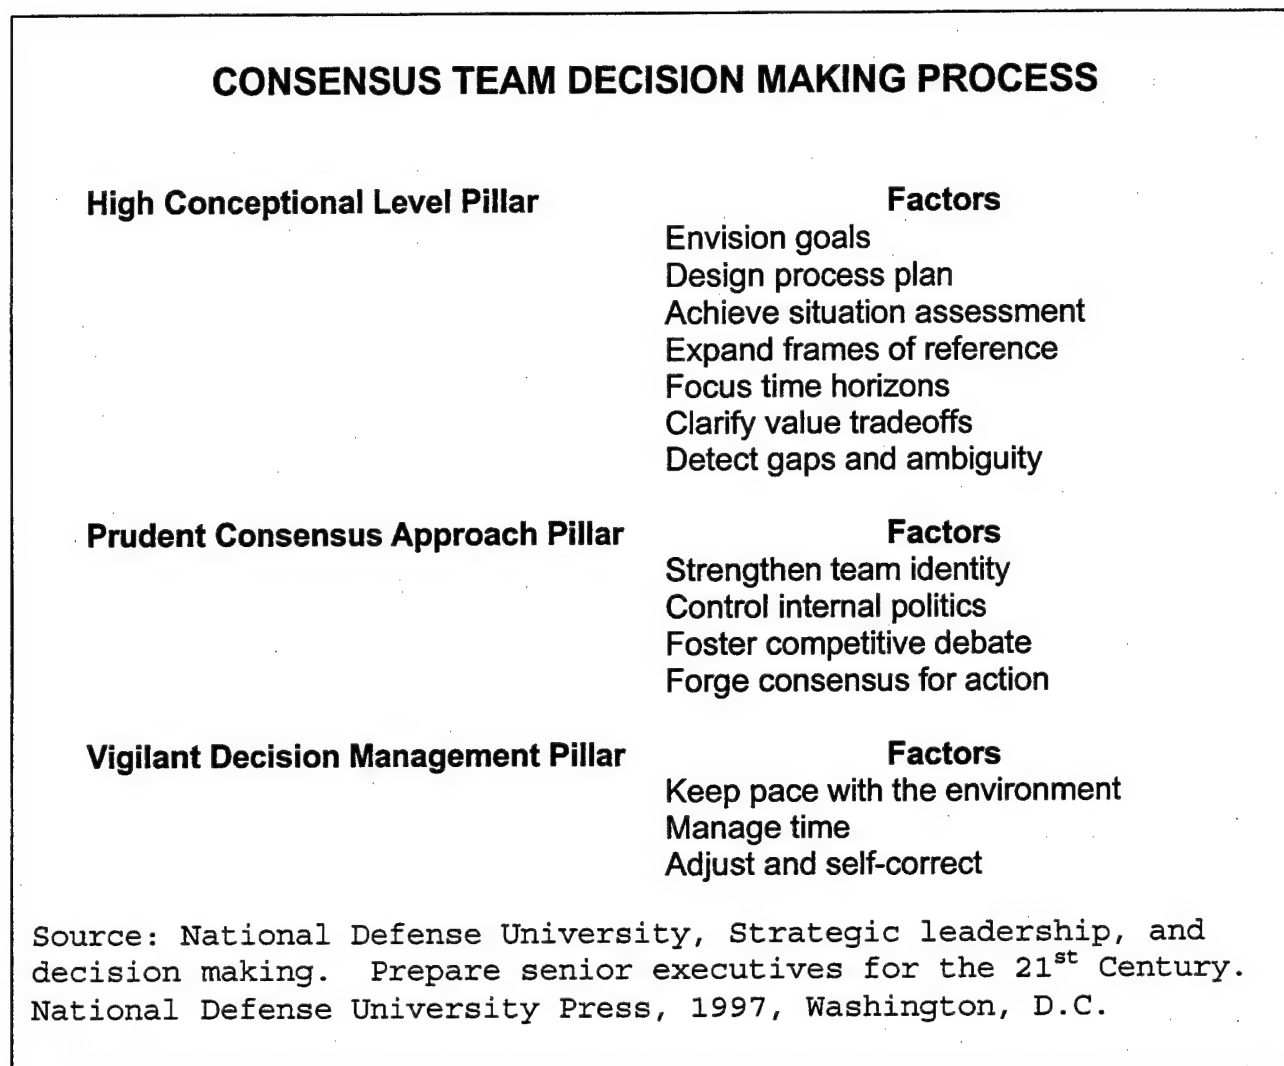 CONSENSUS TEAM DECISION MAKING PROCESS
High Conceptional Level Pillar Factors
Envision goals
Design process plan
Achieve situation assessment
Expand frames of reference
Focus time horizons
Clarify value tradeoffs
Detect gaps and ambiguity
Prudent Consensus Approach Pillar Factors
Strengthen team identity
Control internal politics
Foster competitive debate
Forge consensus for action
Vigilant Decision Management Pillar Factors
Keep pace with the environment
Manage time
Adjust and self-correct
Source: National Defense University, Strategic leadership, and
decision making. Prepare senior executives for the 21st Century.
National Defense University Press, 1997, Washington, D.C.